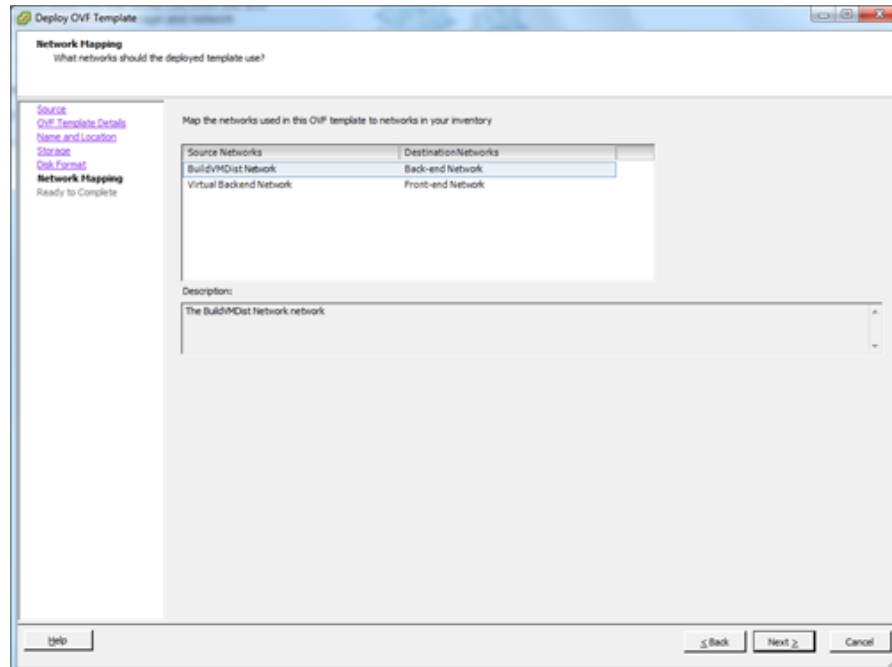 Deploy OVF Template
Network Mapping
What networks should the deployed template use?
Source
OVF Template Details
Name and Location
Storage
Disk Format
Network Mapping
Ready to Complete
Map the networks used in this OVF template to networks in your inventory
Source Networks DestinationNetworks
BuildVMDist Network Back-end Network
Virtual Backend Network Front-end Network
Description:
The BuildVMDist Network network
Help
≤ Back Next ≥ Cancel